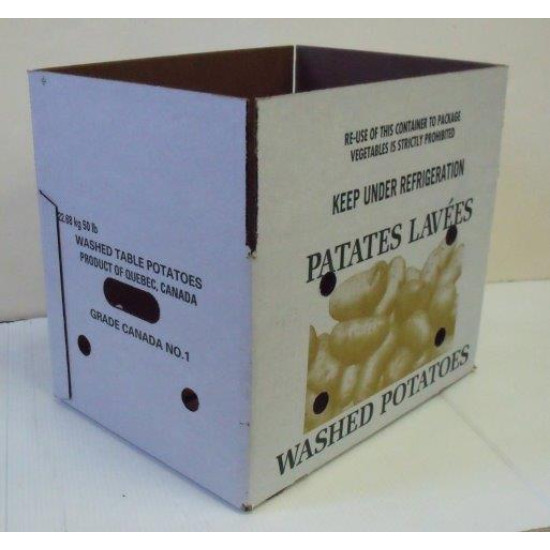 22.68 kg 50 lb
WASHED TABLE POTATOES
PRODUCT OF QUEBEC, CANADA
GRADE CANADA NO.1
RE-USE OF THIS CONTAINER TO PACKAGE
VEGETABLES IS STRICTLY PROHIBITED
KEEP UNDER REFRIGERATION
PATATES LAVÉES
WASHED POTATOES